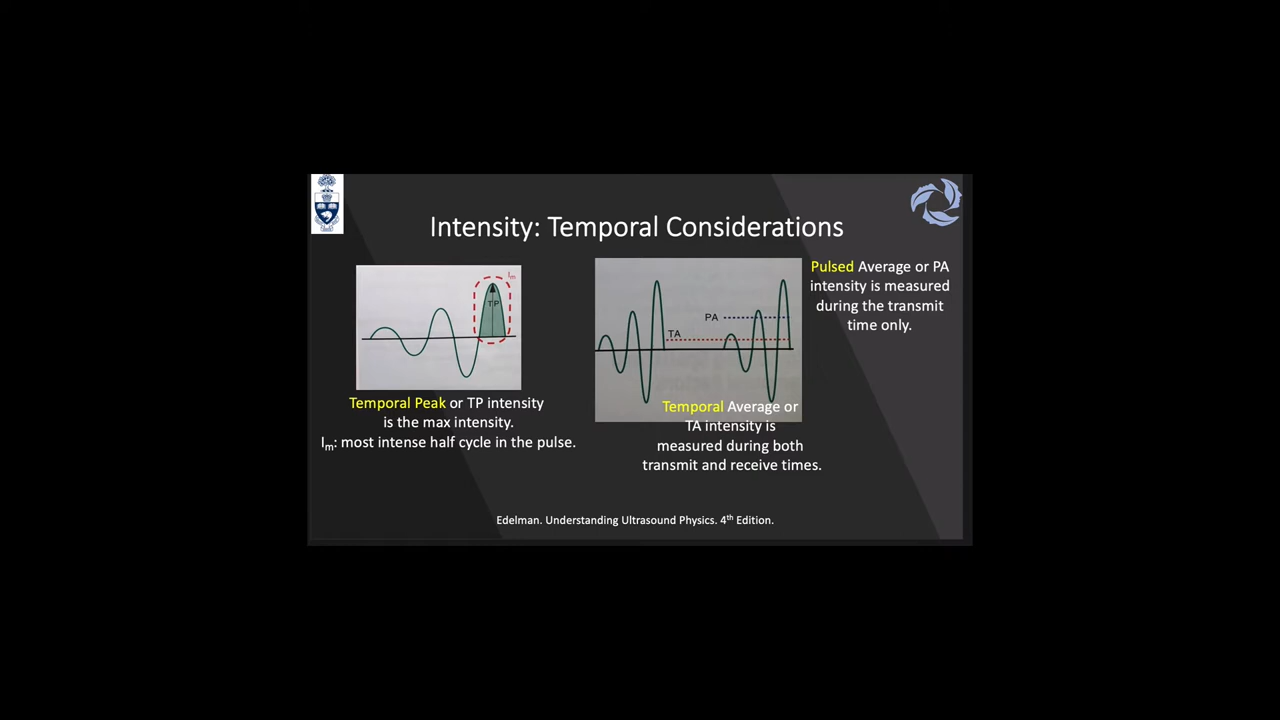 Intensity: Temporal Considerations
I_m
TP
Temporal Peak or TP intensity
is the max intensity.
I_m: most intense half cycle in the pulse.
PA
TA
Temporal Average or
TA intensity is
measured during both
transmit and receive times.
Pulsed Average or PA
intensity is measured
during the transmit
time only.
Edelman. Understanding Ultrasound Physics. 4th Edition.